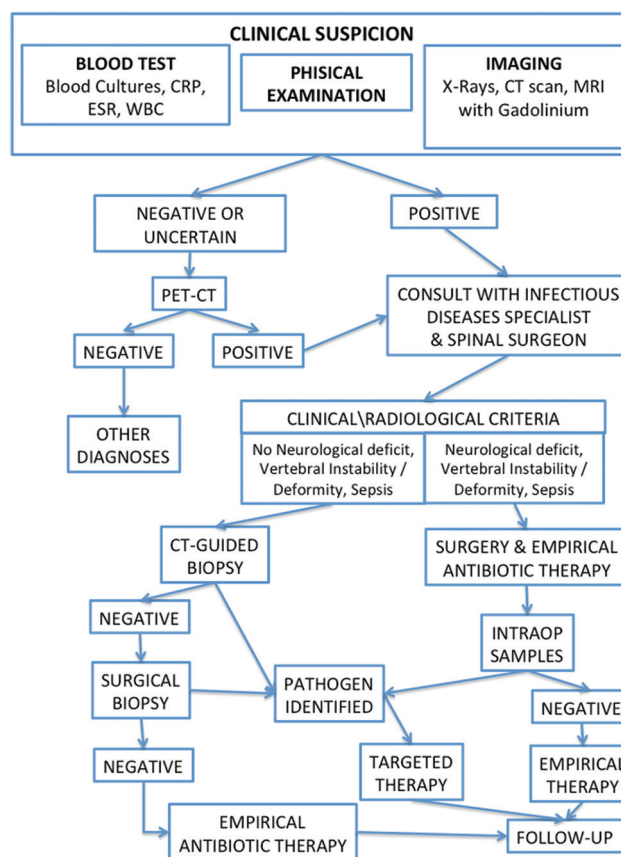 CLINICAL SUSPICION
BLOOD TEST
Blood Cultures, CRP,
ESR, WBC
PHISICAL
EXAMINATION
IMAGING
X-Rays, CT scan, MRI
with Gadolinium
NEGATIVE OR
UNCERTAIN
POSITIVE
PET-CT
CONSULT WITH INFECTIOUS
DISEASES SPECIALIST
& SPINAL SURGEON
NEGATIVE
POSITIVE
OTHER
DIAGNOSES
CLINICAL\RADIOLOGICAL CRITERIA
No Neurological deficit,
Vertebral Instability /
Deformity, Sepsis
Neurological deficit,
Vertebral Instability /
Deformity, Sepsis
CT-GUIDED
BIOPSY
SURGERY & EMPIRICAL
ANTIBIOTIC THERAPY
NEGATIVE
INTRAOP
SAMPLES
SURGICAL
BIOPSY
PATHOGEN
IDENTIFIED
NEGATIVE
NEGATIVE
TARGETED
THERAPY
EMPIRICAL
THERAPY
EMPIRICAL
ANTIBIOTIC THERAPY
FOLLOW-UP